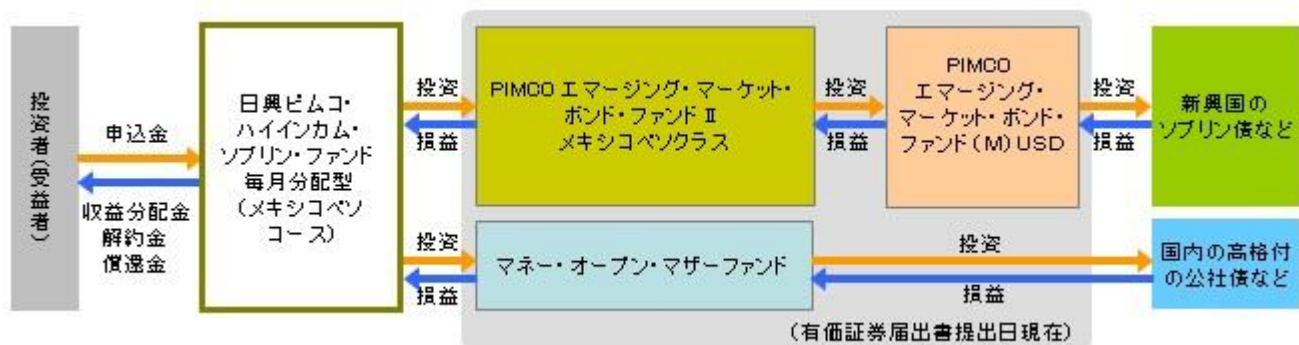 投資者(受益者)
申込金
収益分配金
解約金
償還金
日興ピムコ・
ハイインカム・
ソブリン・ファンド
毎月分配型
(メキシコペソ
コース)
投資
損益
PIMCO エマージング・マーケット・
ボンド・ファンド Ⅱ
メキシコペソクラス
投資
損益
PIMCO
エマージング・
マーケット・ボンド・
ファンド(M)USD
投資
損益
新興国の
ソブリン債など
投資
損益
マネー・オープン・マザーファンド
投資
損益
国内の高格付
の公社債など
(有価証券届出書提出日現在)